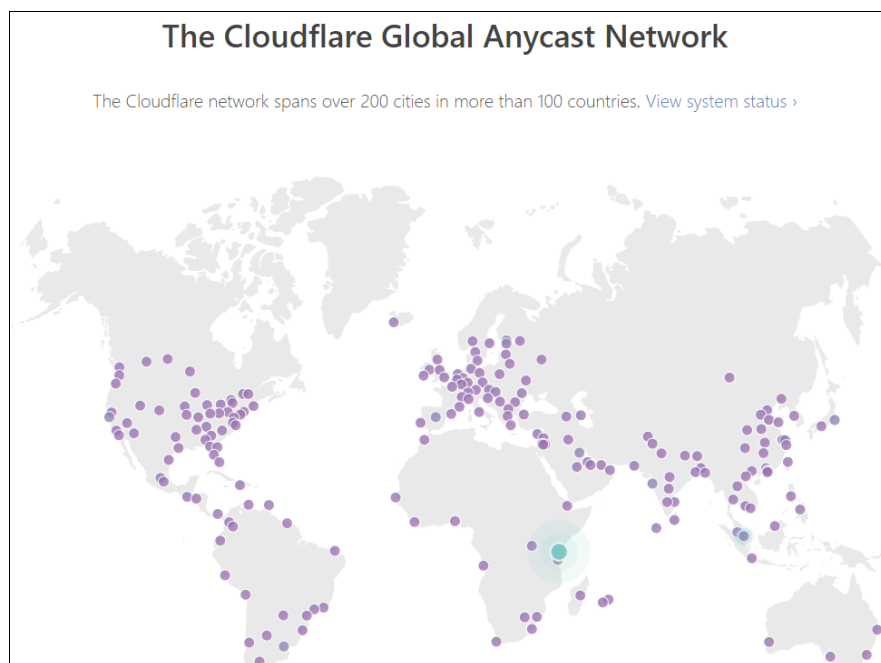 The Cloudflare Global Anycast Network
The Cloudflare network spans over 200 cities in more than 100 countries. View system status ›